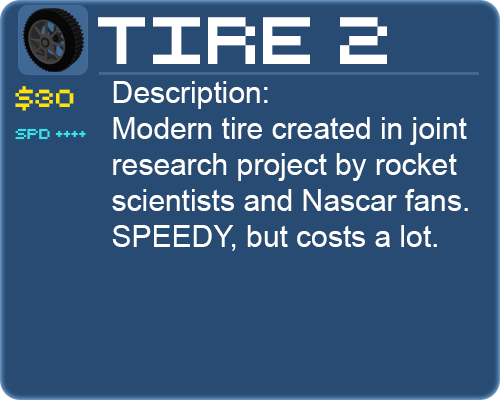 TIRE 2
$30
SPD ++++
Description:
Modern tire created in joint
research project by rocket
scientists and Nascar fans.
SPEEDY, but costs a lot.